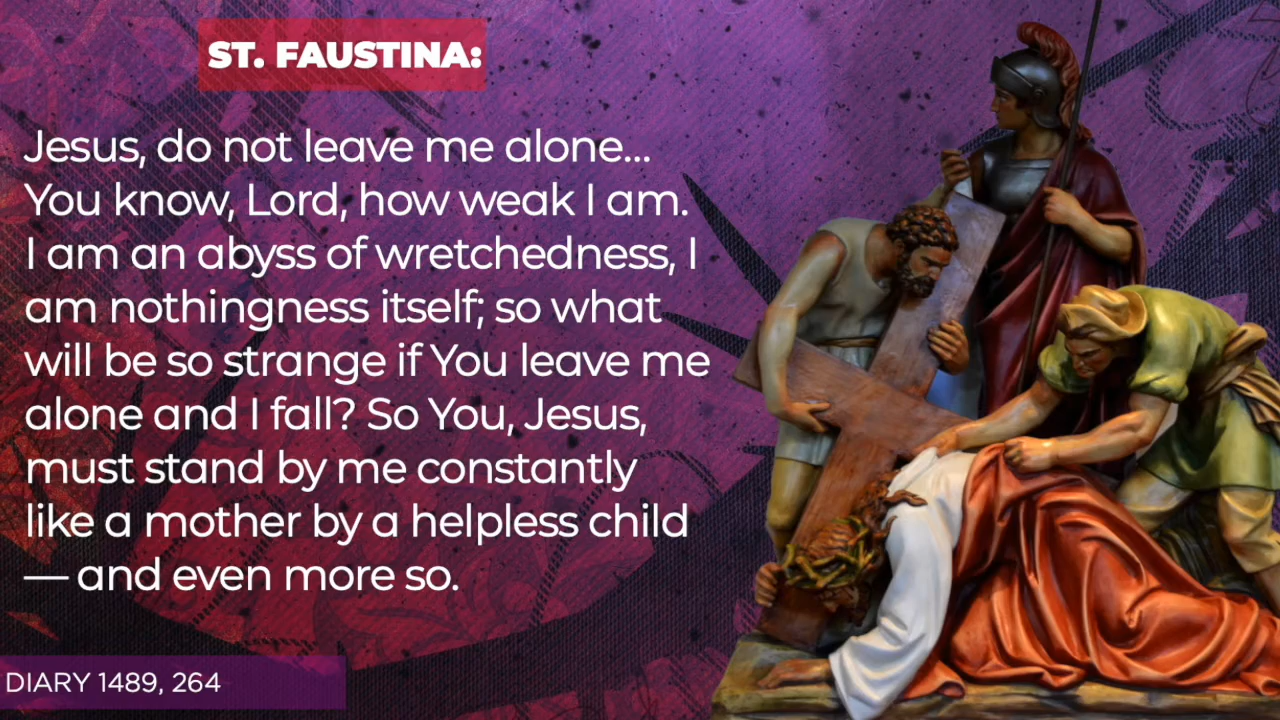 ST. FAUSTINA:
Jesus, do not leave me alone...
You know, Lord, how weak I am.
I am an abyss of wretchedness, I
am nothingness itself; so what
will be so strange if You leave me
alone and I fall? So You, Jesus,
must stand by me constantly
like a mother by a helpless child
— and even more so.
DIARY 1489, 264